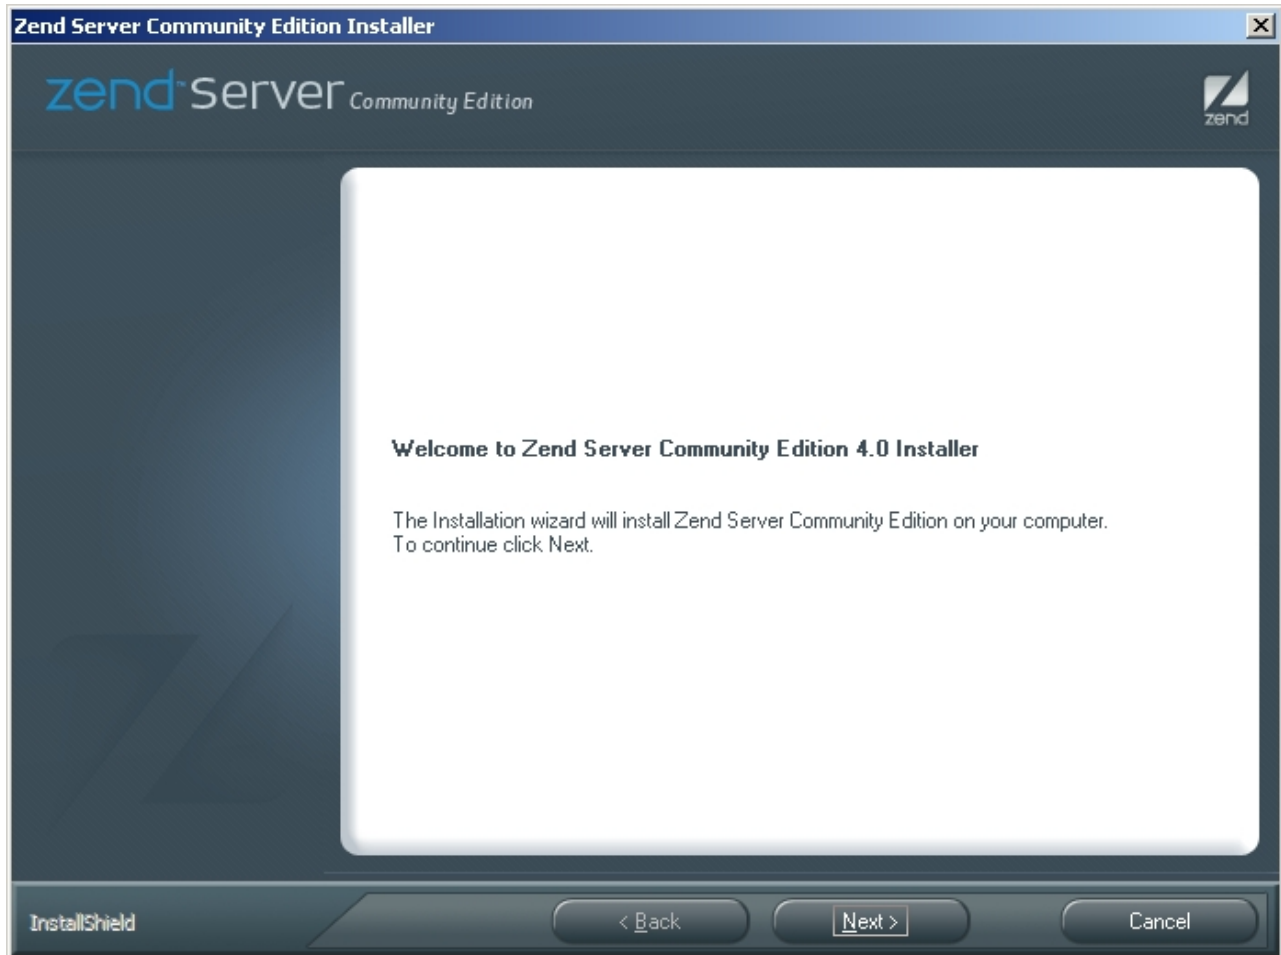 Zend Server Community Edition Installer
zend™ server Community Edition
zend
Welcome to Zend Server Community Edition 4.0 Installer
The Installation wizard will install Zend Server Community Edition on your computer.
To continue click Next.
InstallShield
< Back
Next >
Cancel